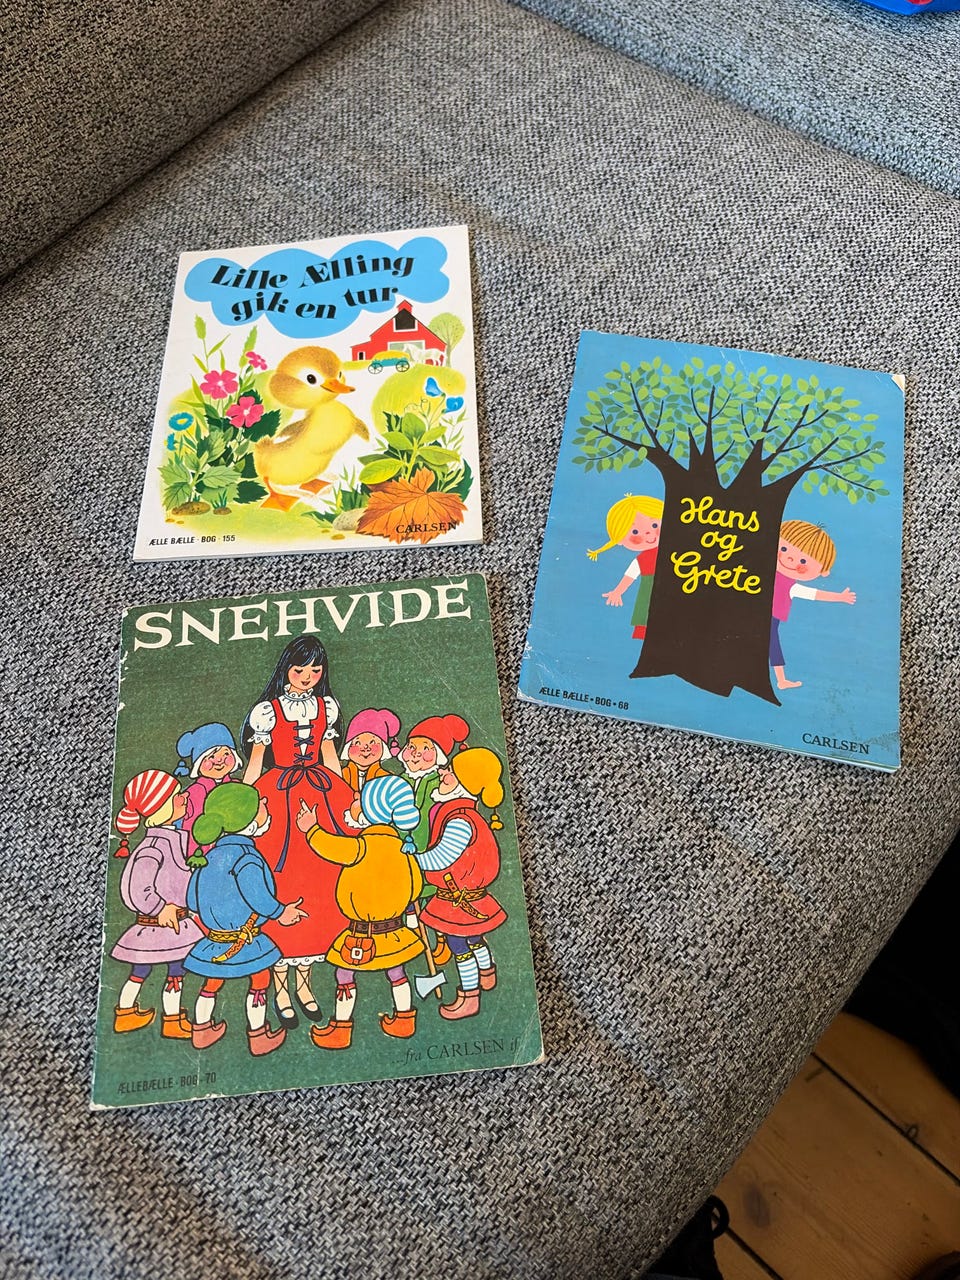 Lille Ælling
gik en tur
CARLSEN
ÆLLE BÆLLE · BOG · 155
Hans
og
Grete
ÆLLE BÆLLE · BOG · 68
CARLSEN
SNEHVIDE
...fra CARLSEN if
ÆLLEBÆLLE · BOG · 70